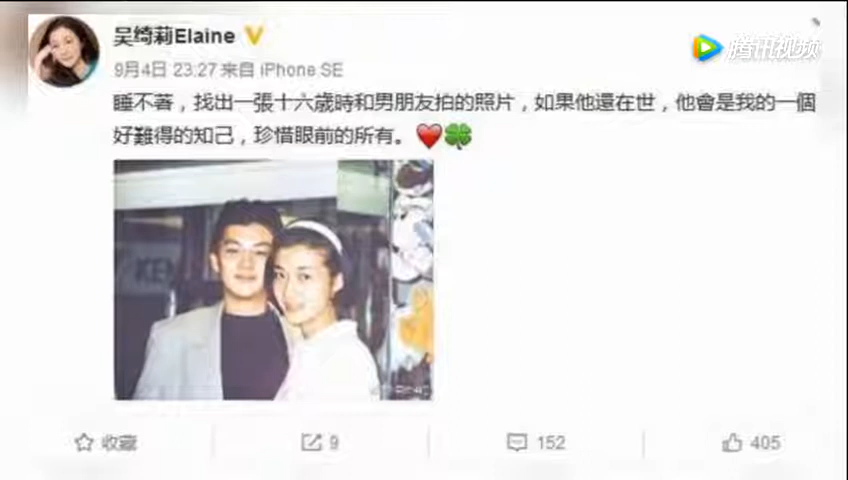 吴绮莉Elaine
腾讯视频
9月4日 23:27 来自 iPhone SE
睡不著，找出一張十六歲時和男朋友拍的照片，如果他還在世，他會是我的一個
好難得的知己，珍惜眼前的所有。
KEN
收藏
9
152
405